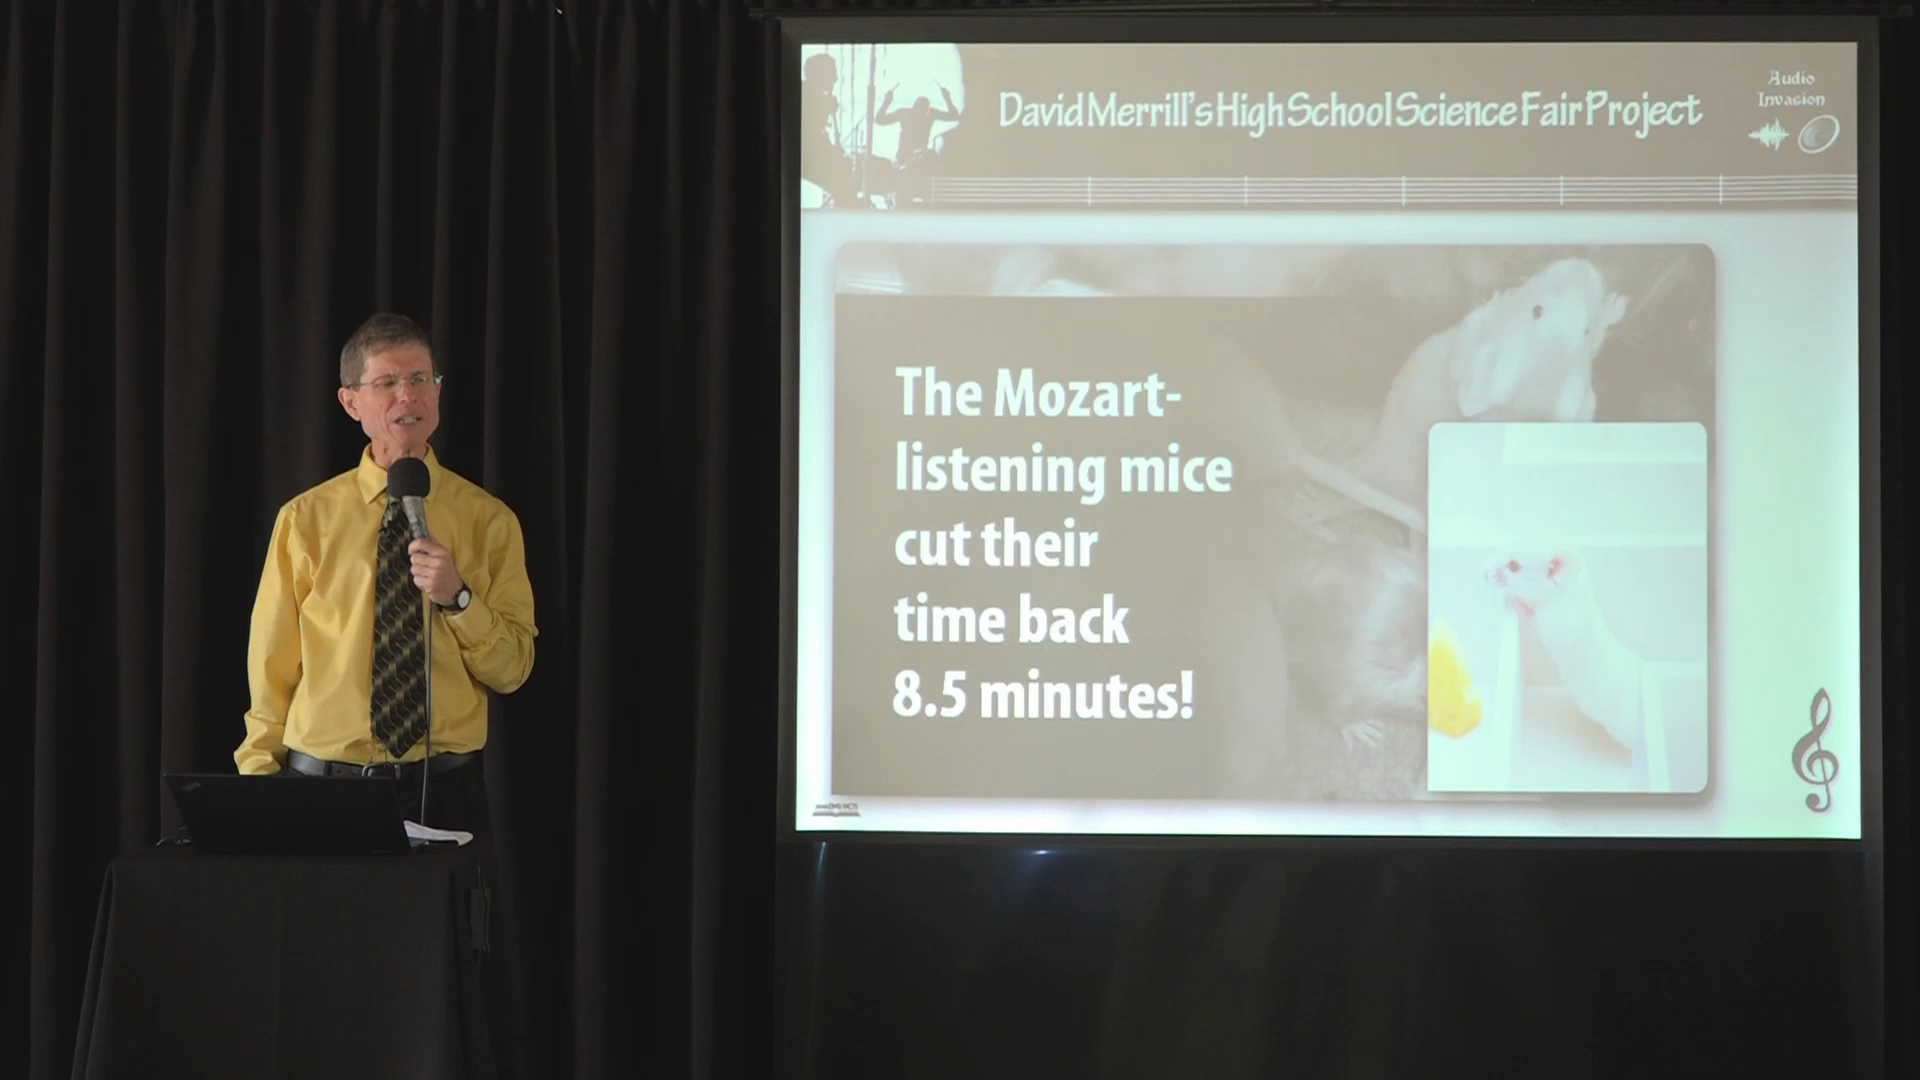 David Merrill's High School Science Fair Project
Audio
Invasion
The Mozart-
listening mice
cut their
time back
8.5 minutes!